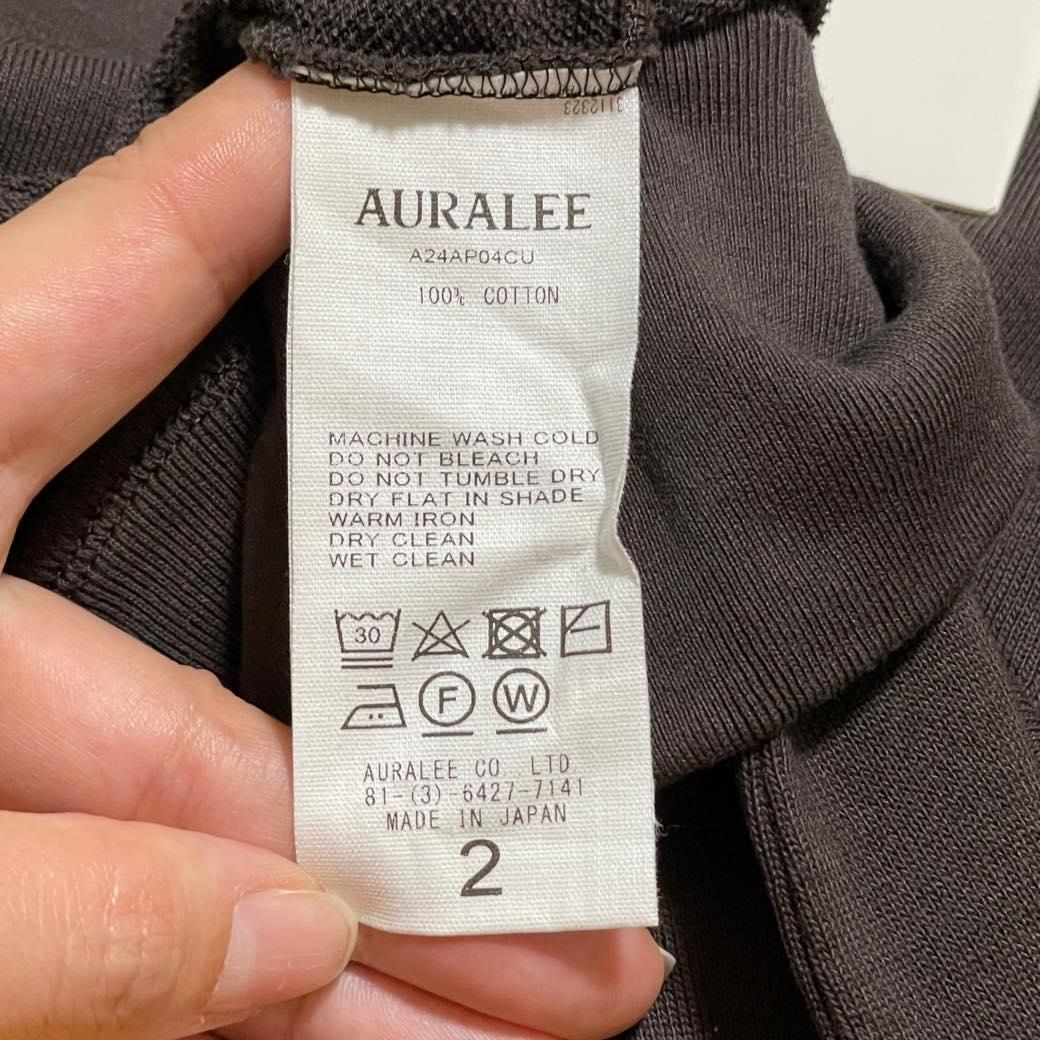 3112323
AURALEE
A24AP04CU
100% COTTON
MACHINE WASH COLD
DO NOT BLEACH
DO NOT TUMBLE DRY
DRY FLAT IN SHADE
WARM IRON
DRY CLEAN
WET CLEAN
30
F W
AURALEE CO.,LTD.
81-(3)-6427-7141
MADE IN JAPAN
2